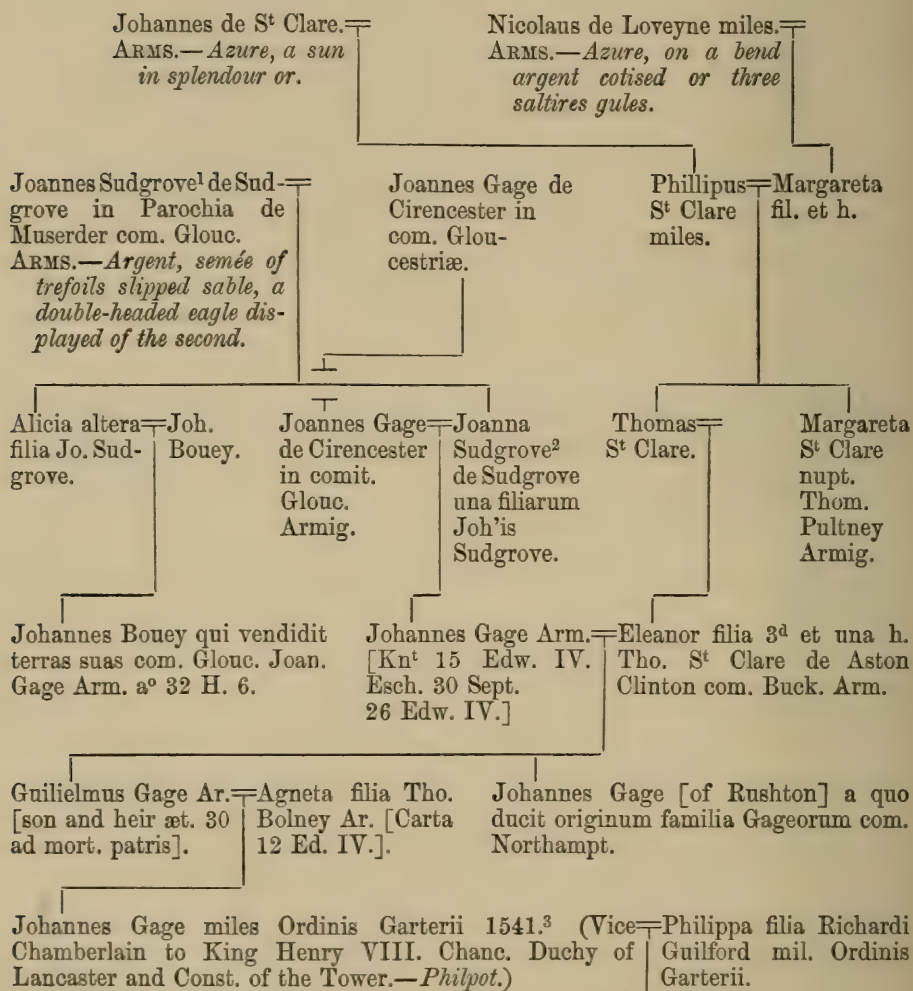 Johannes de Sᵗ Clare.
ARMS.—Azure, a sun
in splendour or.
Nicolaus de Loveyne miles.
ARMS.—Azure, on a bend
argent cotised or three
saltires gules.
Joannes Sudgrove¹ de Sud-
grove in Parochia de
Muserder com. Glouc.
ARMS.—Argent, semée of
trefoils slipped sable, a
double-headed eagle dis-
played of the second.
Joannes Gage de
Cirencester in
com. Glou-
cestriæ.
Phillipus
Sᵗ Clare
miles.
Margareta
fil. et h.
Alicia altera
filia Jo. Sud-
grove.
Joh.
Bouey.
Joannes Gage
de Cirencester
in comit.
Glouc.
Armig.
Joanna
Sudgrove²
de Sudgrove
una filiarum
Joh'is
Sudgrove.
Thomas
Sᵗ Clare.
Margareta
Sᵗ Clare
nupt.
Thom.
Pultney
Armig.
Johannes Bouey qui vendidit
terras suas com. Glouc. Joan.
Gage Arm. aᵒ 32 H. 6.
Johannes Gage Arm.
[Knᵗ 15 Edw. IV.
Esch. 30 Sept.
26 Edw. IV.]
Eleanor filia 3ᵈ et una h.
Tho. Sᵗ Clare de Aston
Clinton com. Buck. Arm.
Guilielmus Gage Ar.
[son and heir æt. 30
ad mort. patris].
Agneta filia Tho.
Bolney Ar. [Carta
12 Ed. IV.].
Johannes Gage [of Rushton] a quo
ducit originum familia Gageorum com.
Northampt.
Johannes Gage miles Ordinis Garterii 1541.³ (Vice
Chamberlain to King Henry VIII. Chanc. Duchy of
Lancaster and Const. of the Tower.—Philpot.)
Philippa filia Richardi
Guilford mil. Ordinis
Garterii.